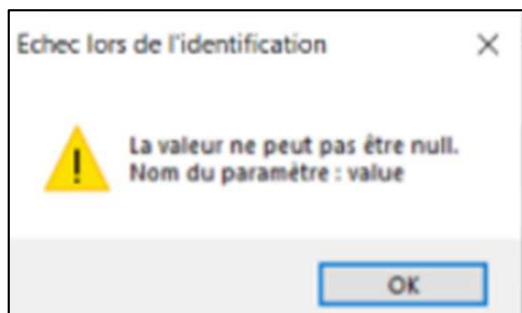 Echec lors de l'identification
La valeur ne peut pas être null.
Nom du paramètre : value
OK